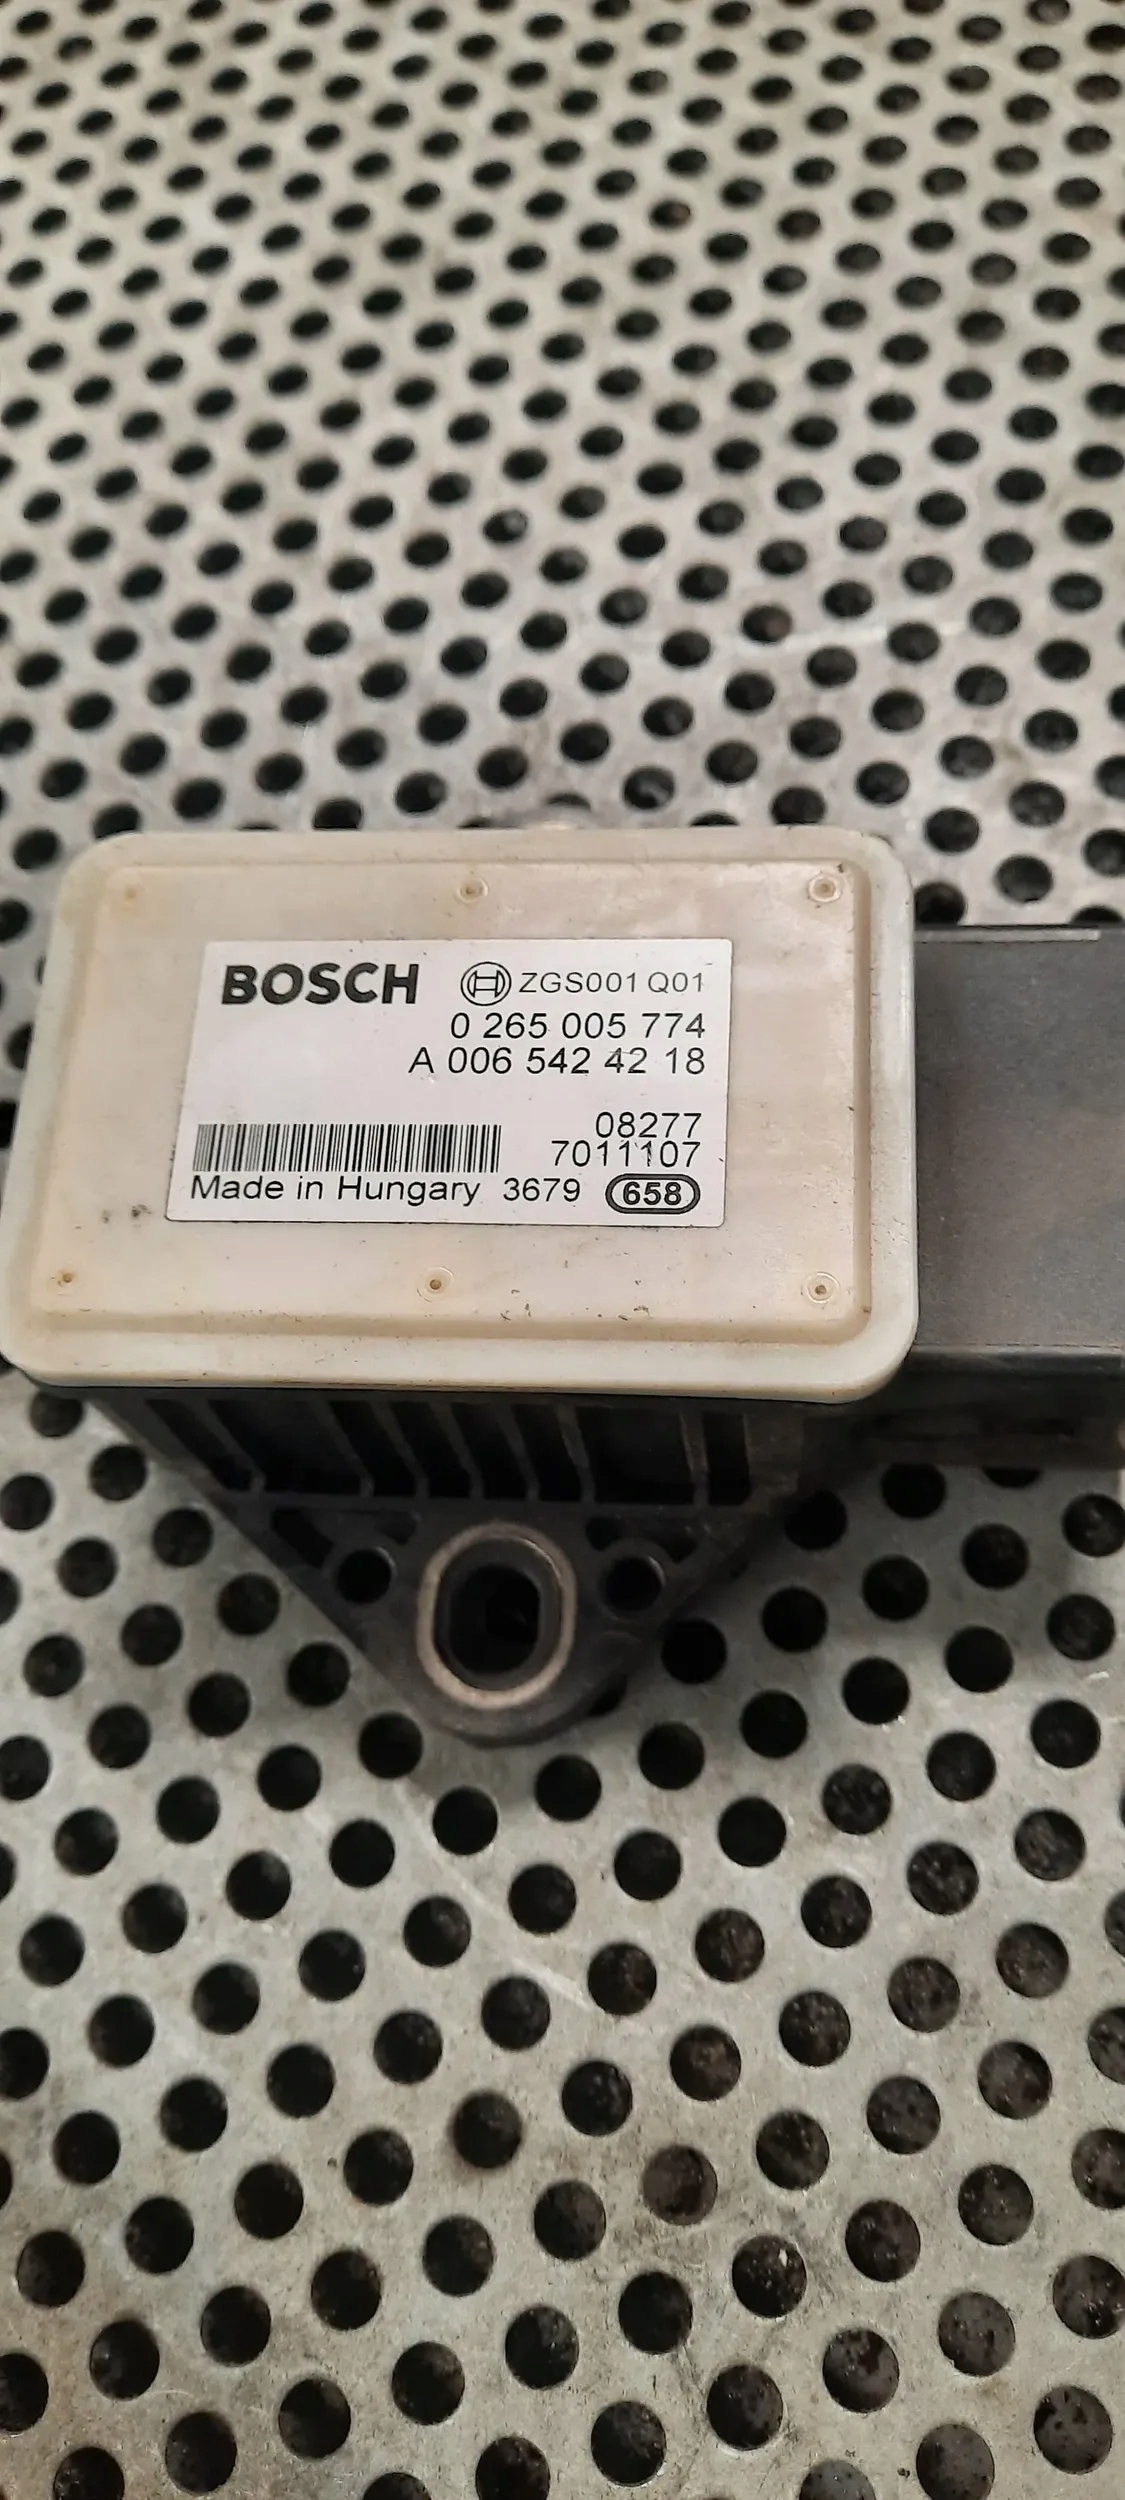 BOSCH ZGS001 Q01
0 265 005 774
A 006 542 42 18
08277
7011107
Made in Hungary 3679 658